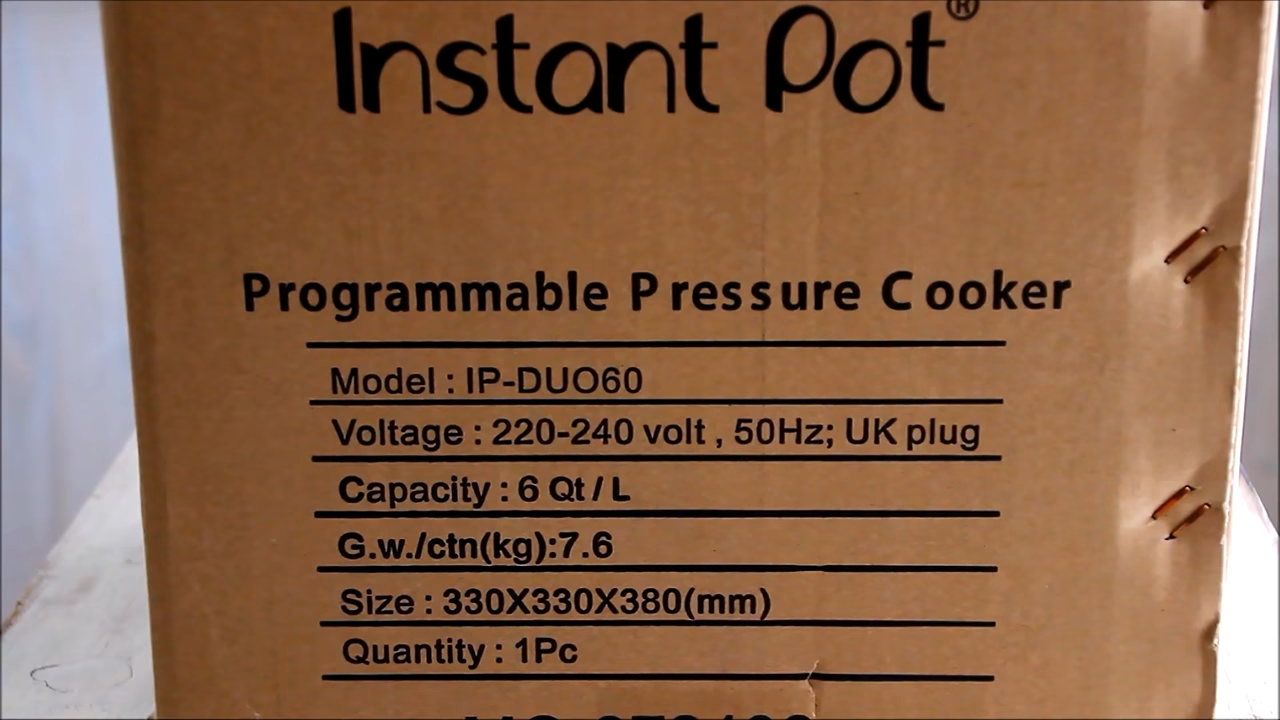 Instant Pot®
Programmable Pressure Cooker
Model : IP-DUO60
Voltage : 220-240 volt , 50Hz; UK plug
Capacity : 6 Qt / L
G.w./ctn(kg):7.6
Size : 330X330X380(mm)
Quantity : 1Pc